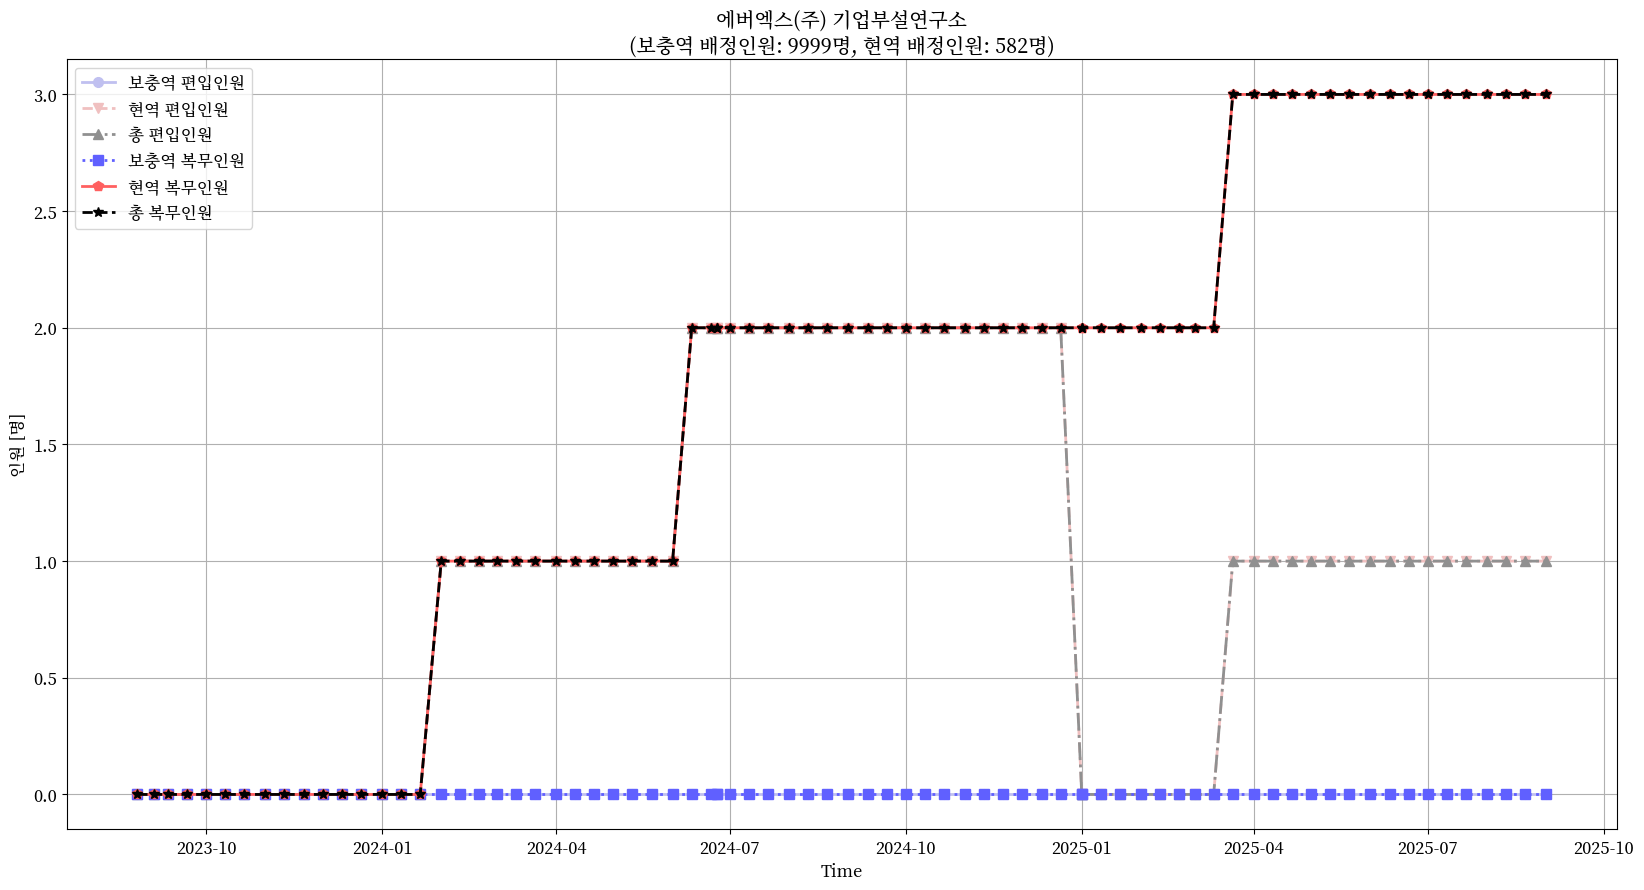 에버엑스(주) 기업부설연구소
(보충역 배정인원: 9999명, 현역 배정인원: 582명)
보충역 편입인원
현역 편입인원
총 편입인원
보충역 복무인원
현역 복무인원
총 복무인원
3.0
2.5
2.0
1.5
1.0
0.5
0.0
인원 [명]
2023-10
2024-01
2024-04
2024-07
2024-10
2025-01
2025-04
2025-07
2025-10
Time